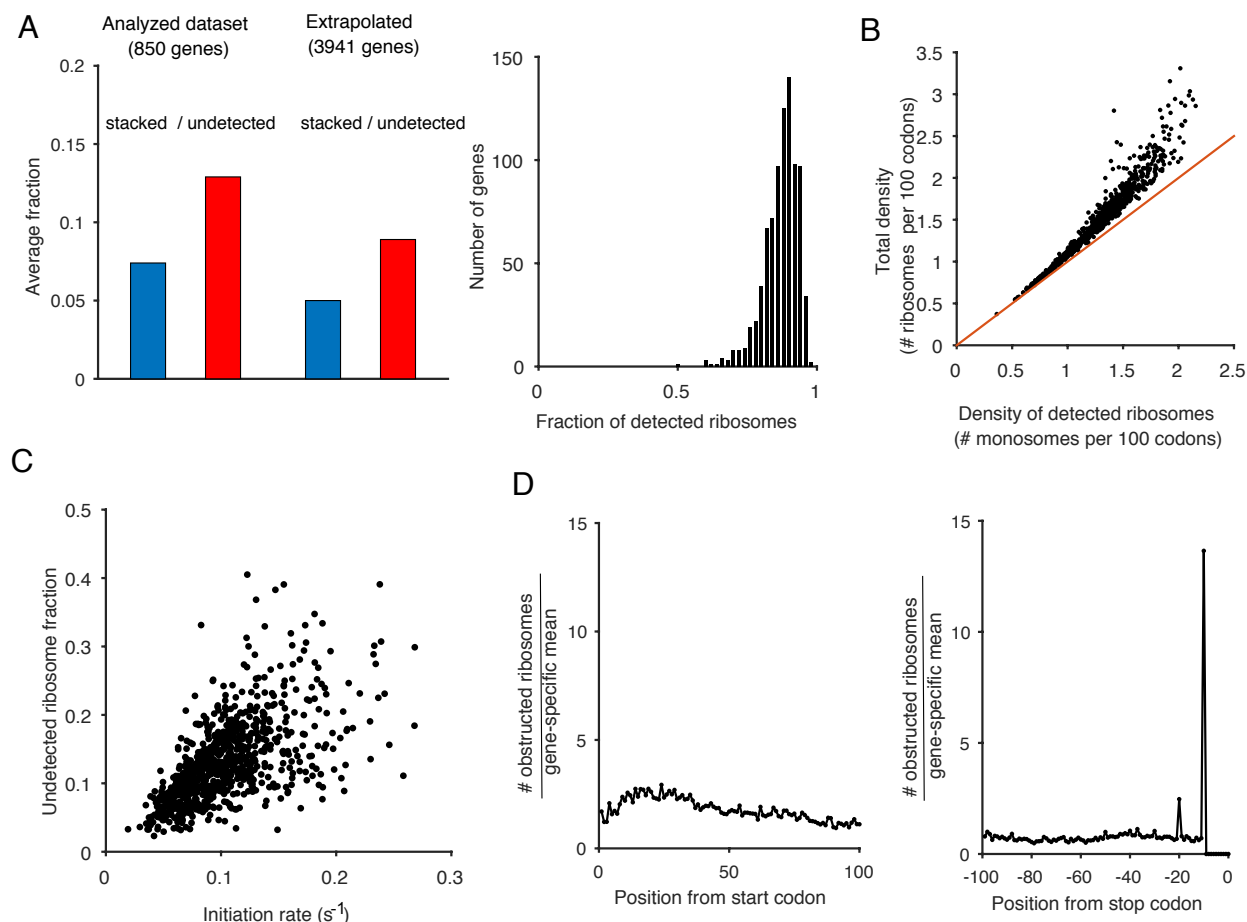 A
Analyzed dataset
(850 genes)
Extrapolated
(3941 genes)
stacked / undetected
stacked / undetected
Average fraction
0.2
0.15
0.1
0.05
0
Number of genes
150
100
50
0
0
0.5
1
Fraction of detected ribosomes
B
Total density
(# ribosomes per 100 codons)
3.5
3
2.5
2
1.5
1
0.5
0
0
0.5
1
1.5
2
2.5
Density of detected ribosomes
(# monosomes per 100 codons)
C
Undetected ribosome fraction
0.5
0.4
0.3
0.2
0.1
0
0
0.1
0.2
0.3
Initiation rate (s⁻¹)
D
# obstructed ribosomes
gene-specific mean
15
10
5
0
0
50
100
Position from start codon
# obstructed ribosomes
gene-specific mean
15
10
5
0
-100
-80
-60
-40
-20
0
Position from stop codon